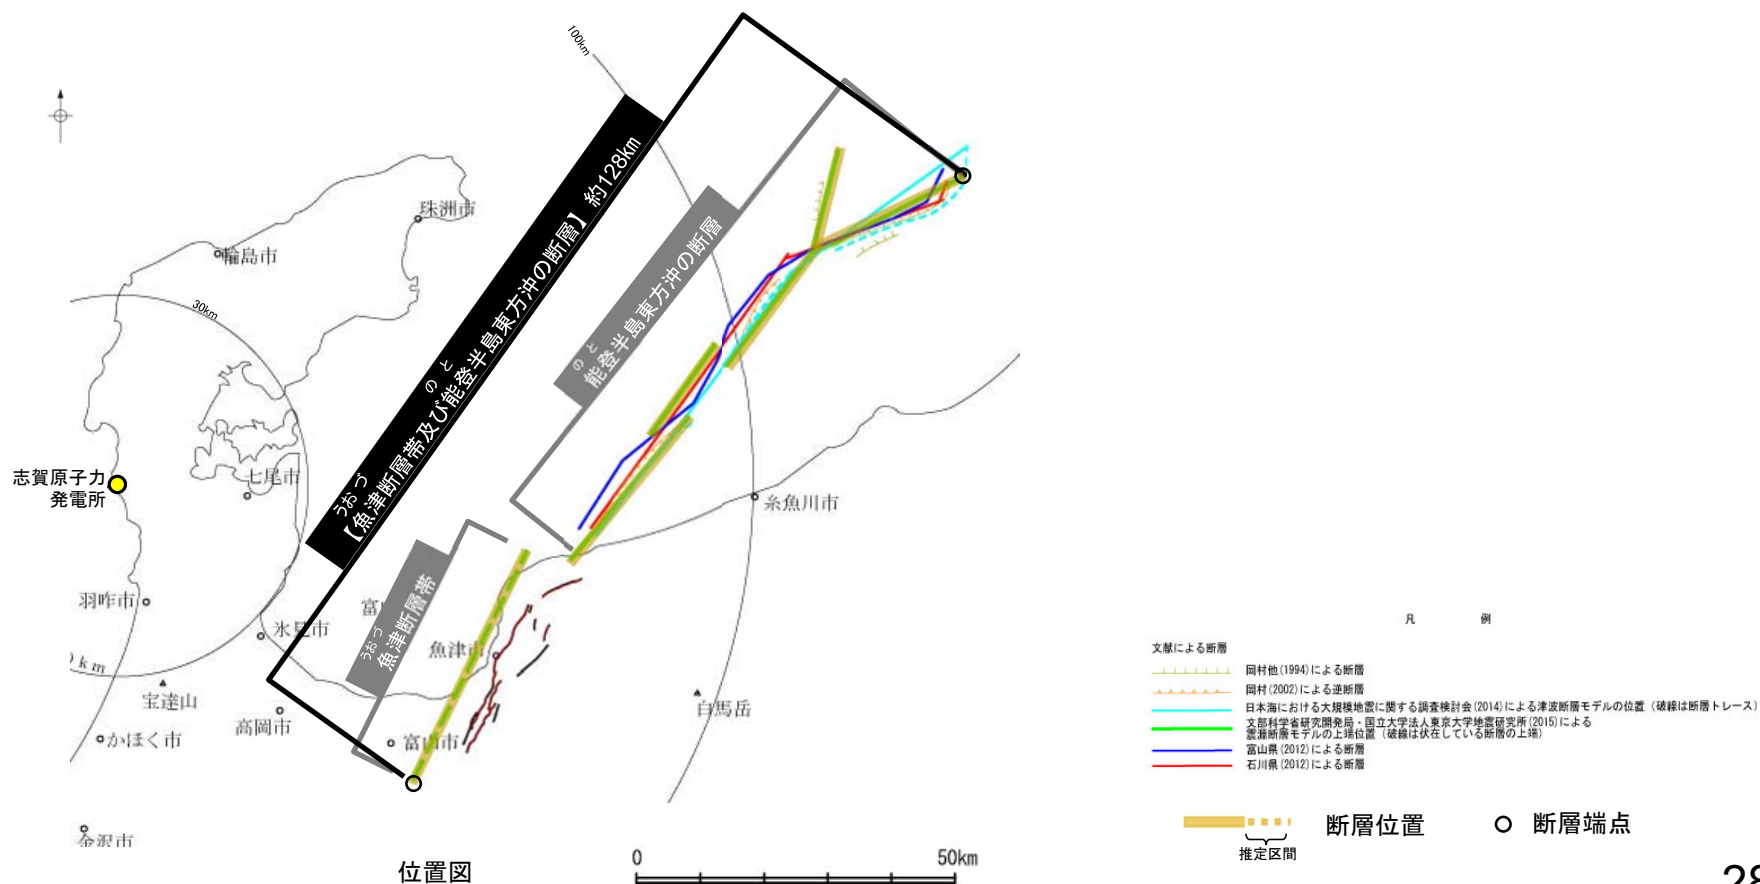 100km
珠洲市
輪島市
30km
のと
【魚津断層帯及び能登半島東方沖の断層】 約128km
うおづ
のと
能登半島東方沖の断層
うおづ
魚津断層帯
志賀原子力
発電所
七尾市
糸魚川市
羽咋市
氷見市
富
魚津市
km
宝達山
白馬岳
高岡市
かほく市
富山市
金沢市
位置図
0 50km
凡 例
文献による断層
岡村他(1994)による断層
岡村(2002)による逆断層
日本海における大規模地震に関する調査検討会(2014)による津波断層モデルの位置（破線は断層トレース）
文部科学省研究開発局・国立大学法人東京大学地震研究所(2015)による
震源断層モデルの上端位置（破線は伏在している断層の上端）
富山県(2012)による断層
石川県(2012)による断層
断層位置
推定区間
断層端点
28